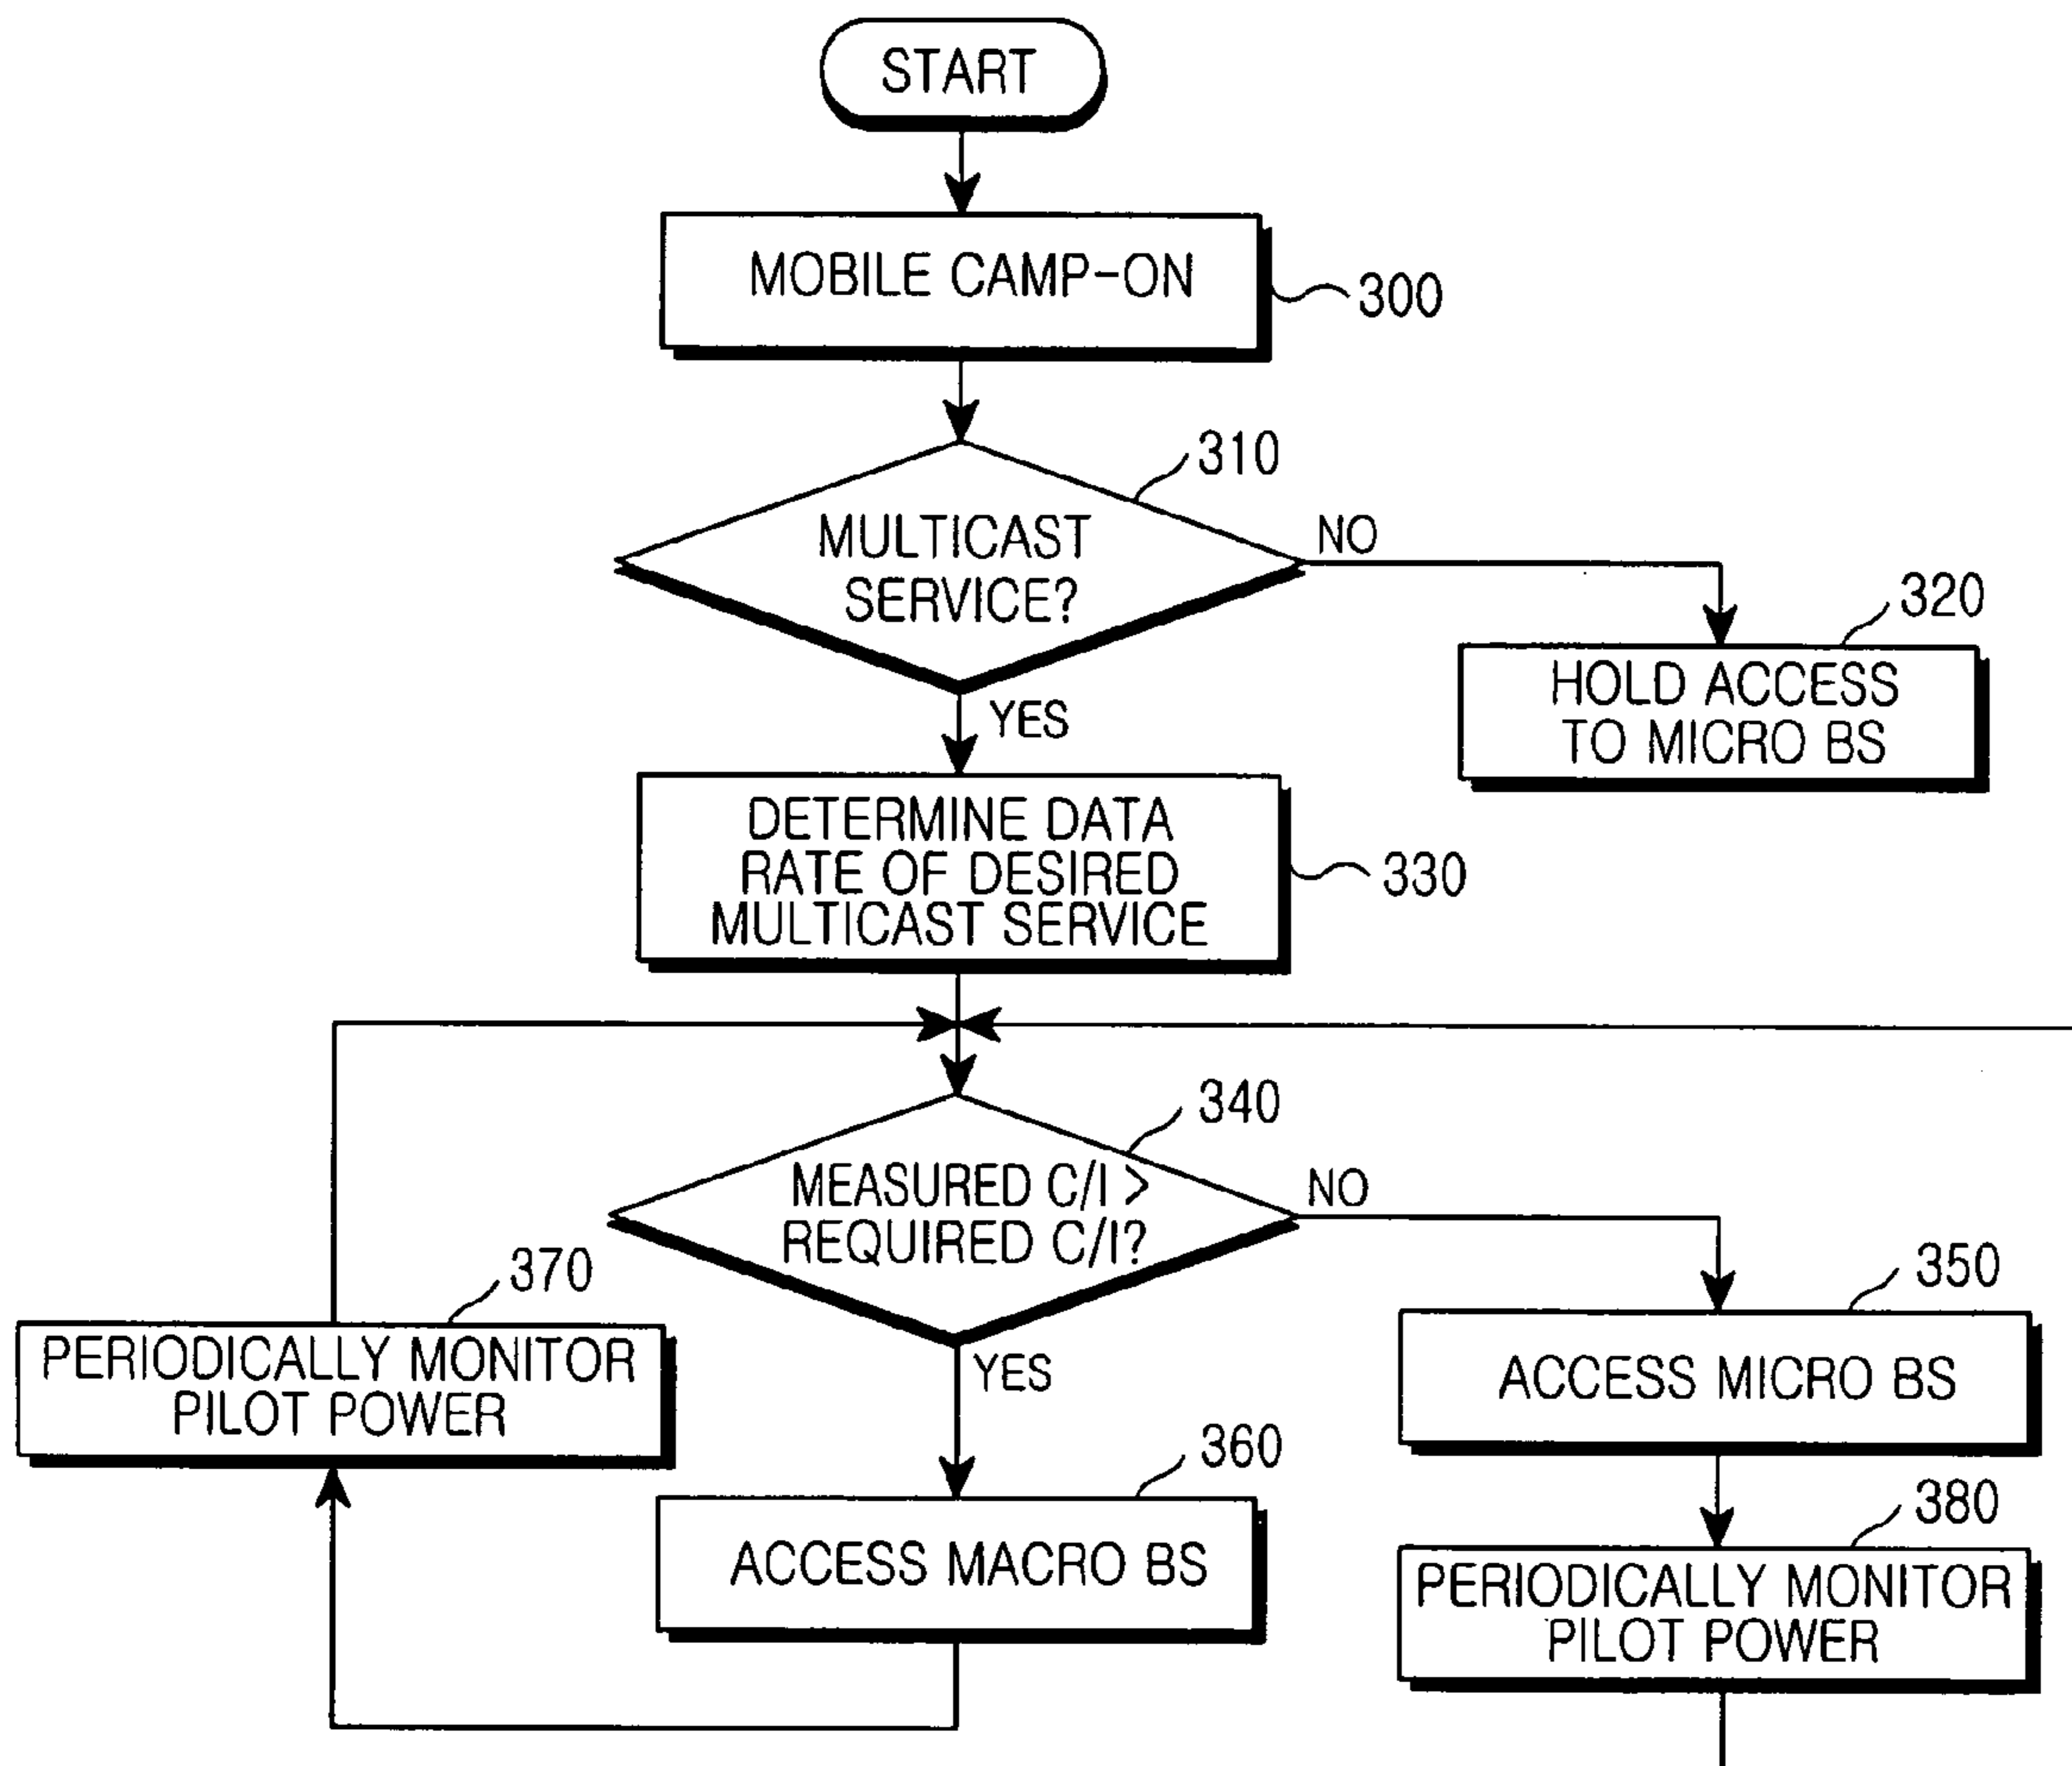 START
MOBILE CAMP-ON
300
310
MULTICAST
SERVICE?
NO
320
HOLD ACCESS
TO MICRO BS
YES
DETERMINE DATA
RATE OF DESIRED
MULTICAST SERVICE
330
340
MEASURED C/I >
REQUIRED C/I?
NO
350
ACCESS MICRO BS
370
PERIODICALLY MONITOR
PILOT POWER
YES
360
ACCESS MACRO BS
380
PERIODICALLY MONITOR
PILOT POWER